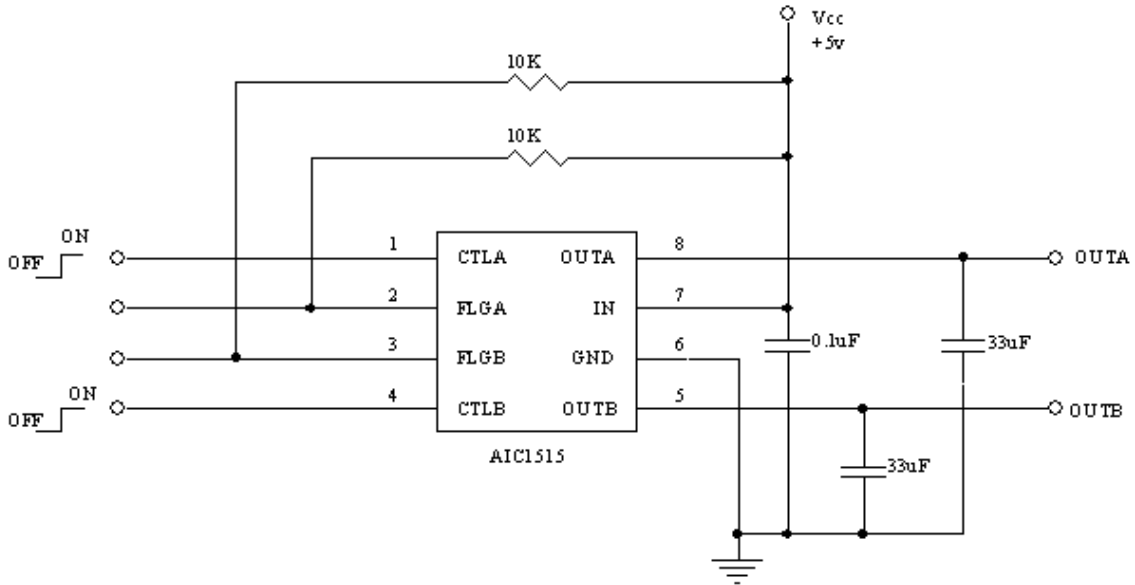 Vcc
+5v
10K
10K
ON
OFF
1
CTLA
OUTA
8
OUTA
2
FLGA
IN
7
3
FLGB
GND
6
0.1uF
33uF
ON
OFF
4
CTLB
OUTB
5
OUTB
AIC1515
33uF